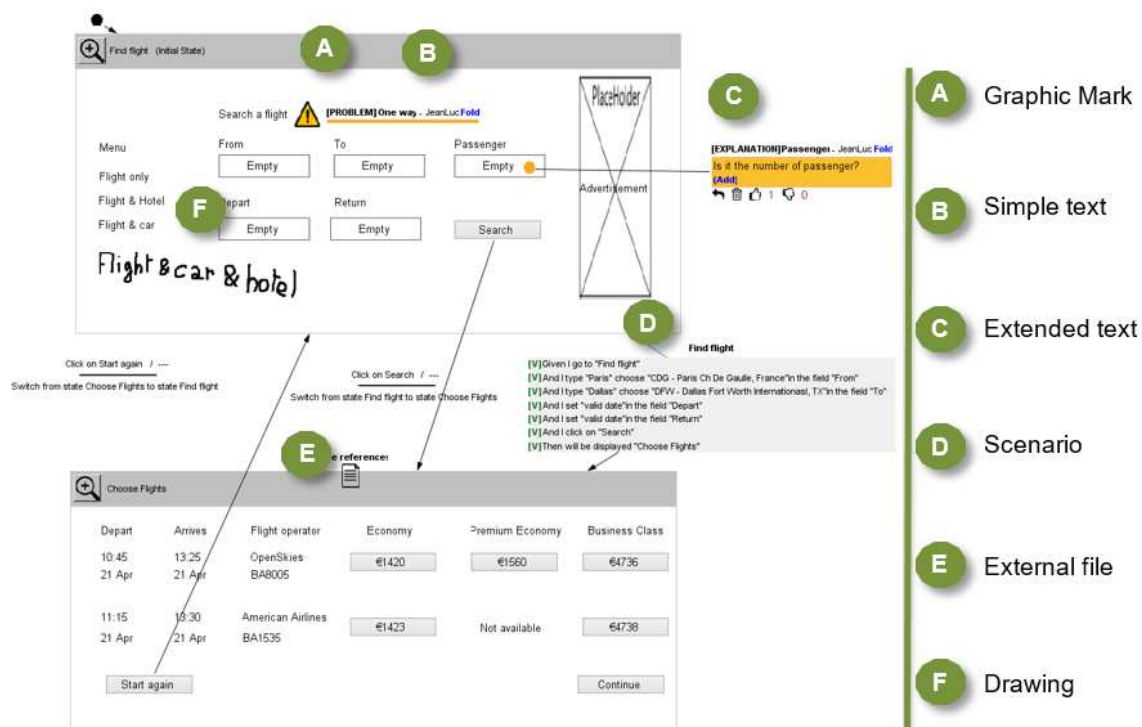 A
B
Find flight (Initial State)
C
A Graphic Mark
PlaceHolder
Search a flight [PROBLEM] One way - JeanLuc Fold
[EXPLANATION]Passenger - JeanLuc Fold
Menu From To Passenger
Empty Empty Empty
Is it the number of passenger?
(Add)
1 0
Flight only
Advertisement
Flight & Hotel
F
Depart Return
B Simple text
Flight & car
Empty Empty Search
Flight & car & hotel
D
C Extended text
Find flight
Click on Start again / ---
Switch from state Choose Flights to state Find flight
Click on Search / ---
Switch from state Find flight to state Choose Flights
[V]Given I go to "Find flight"
[V]And I type "Paris" choose "CDG - Paris Ch De Gaulle, France"in the field "From"
[V]And I type "Dallas" choose "DFW - Dallas Fort Worth Internationasl, TX"in the field "To"
[V]And I set "valid date"in the field "Depart"
[V]And I set "valid date"in the field "Return"
[V]And I click on "Search"
[V]Then will be displayed "Choose Flights"
D Scenario
E
references
Choose Flights
Depart Arrives Flight operator Economy Premium Economy Business Class
10:45 13:25 OpenSkies €1420 €1560 €4736
21 Apr 21 Apr BA8005
E External file
11:15 13:30 American Airlines €1423 Not available €4738
21 Apr 21 Apr BA1535
Start again Continue
F Drawing